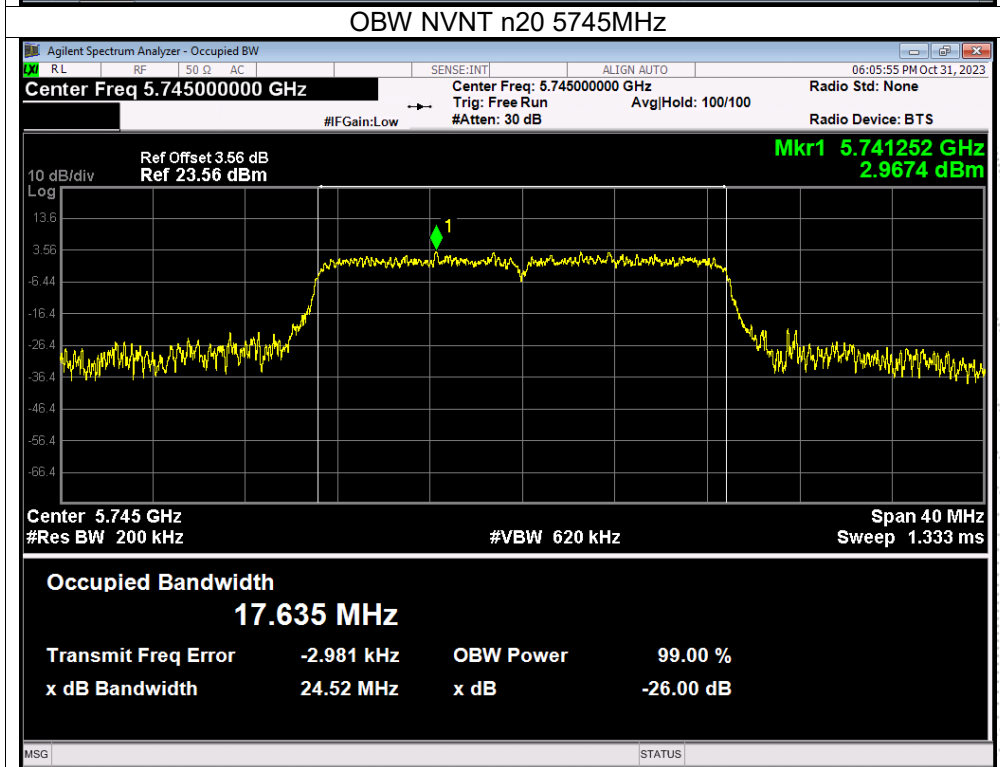 OBW NVNT n20 5745MHz
Agilent Spectrum Analyzer - Occupied BW
LXI RL RF 50 Ω AC SENSE:INT ALIGN AUTO 06:05:55 PM Oct 31, 2023
Center Freq 5.745000000 GHz Center Freq: 5.745000000 GHz Radio Std: None
Trig: Free Run Avg|Hold: 100/100
#IFGain:Low #Atten: 30 dB Radio Device: BTS
Mkr1 5.741252 GHz
2.9674 dBm
Ref Offset 3.56 dB
10 dB/div Ref 23.56 dBm
Log
13.6
1
3.56
-6.44
-16.4
-26.4
-36.4
-46.4
-56.4
-66.4
Center 5.745 GHz Span 40 MHz
#Res BW 200 kHz #VBW 620 kHz Sweep 1.333 ms
Occupied Bandwidth
17.635 MHz
Transmit Freq Error -2.981 kHz OBW Power 99.00 %
x dB Bandwidth 24.52 MHz x dB -26.00 dB
MSG STATUS